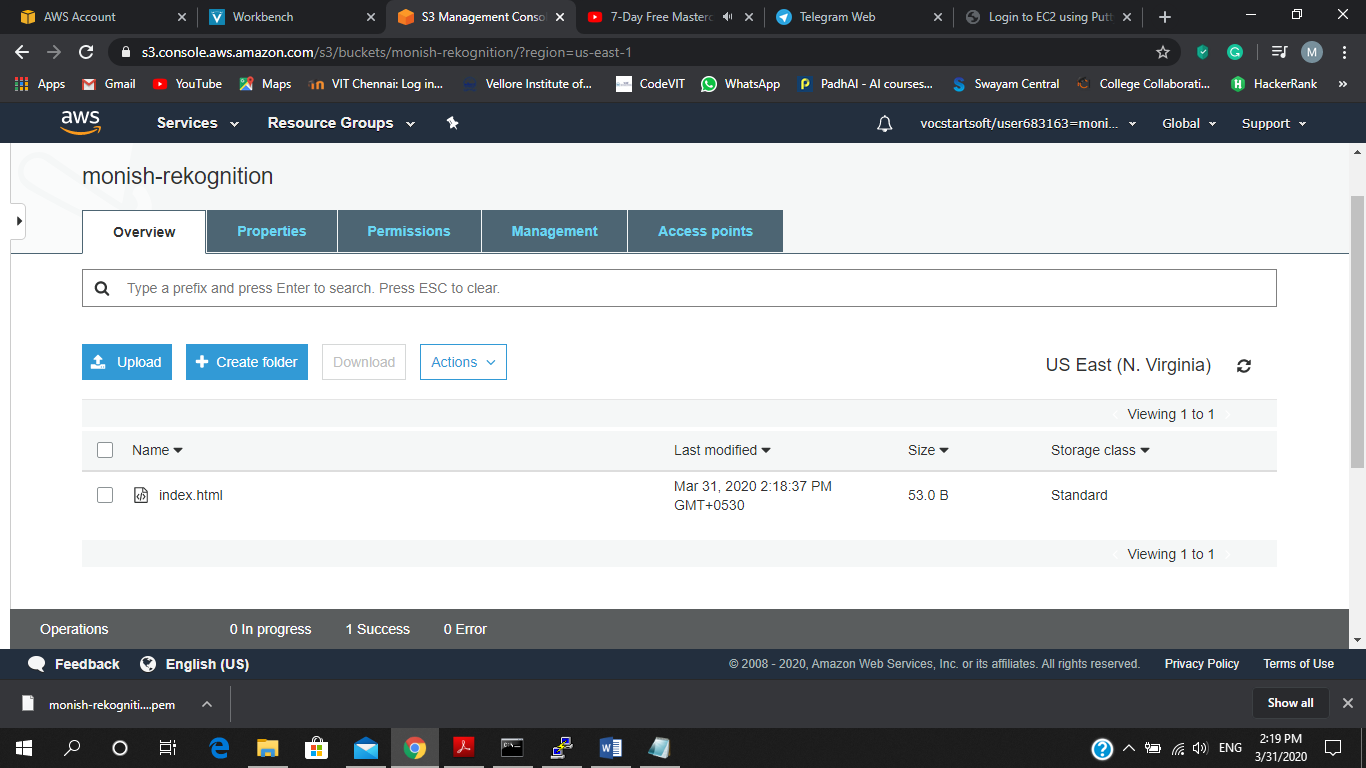 AWS Account
Workbench
S3 Management Conso
7-Day Free Masterc
Telegram Web
Login to EC2 using Putt
s3.console.aws.amazon.com/s3/buckets/monish-rekognition/?region=us-east-1
M
Apps
Gmail
YouTube
Maps
VIT Chennai: Log in...
Vellore Institute of...
CodeVIT
WhatsApp
PadhAI - AI courses...
Swayam Central
College Collaborati...
HackerRank
aws
Services
Resource Groups
vocstartsoft/user683163=moni...
Global
Support
monish-rekognition
Overview
Properties
Permissions
Management
Access points
Type a prefix and press Enter to search. Press ESC to clear.
Upload
Create folder
Download
Actions
US East (N. Virginia)
Viewing 1 to 1
Name
Last modified
Size
Storage class
index.html
Mar 31, 2020 2:18:37 PM
GMT+0530
53.0 B
Standard
Viewing 1 to 1
Operations
0 In progress
1 Success
0 Error
Feedback
English (US)
© 2008 - 2020, Amazon Web Services, Inc. or its affiliates. All rights reserved.
Privacy Policy
Terms of Use
monish-rekogniti....pem
Show all
ENG
2:19 PM
3/31/2020